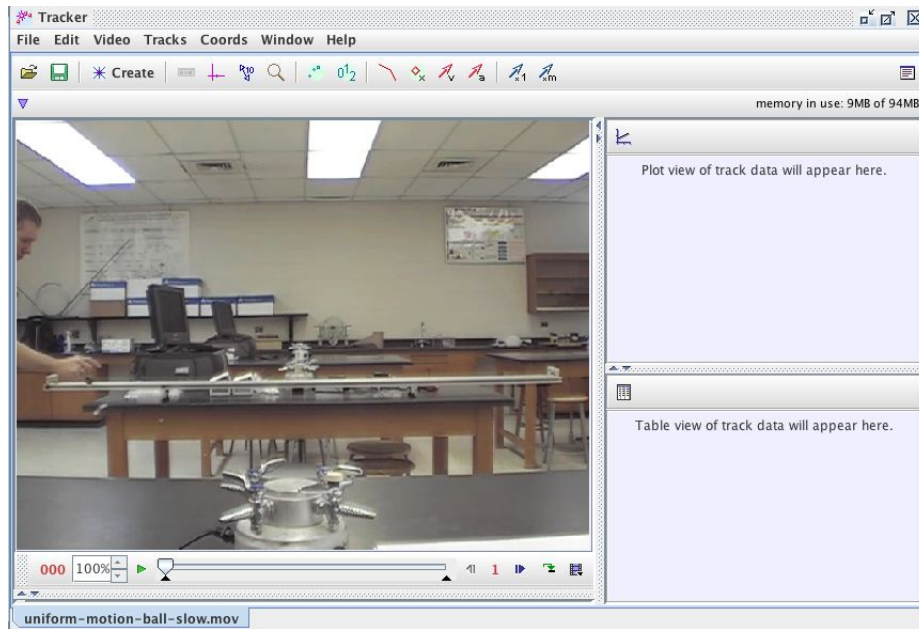 Tracker
File Edit Video Tracks Coords Window Help
Create
memory in use: 9MB of 94MB
Plot view of track data will appear here.
Table view of track data will appear here.
000 100% 1
uniform-motion-ball-slow.mov